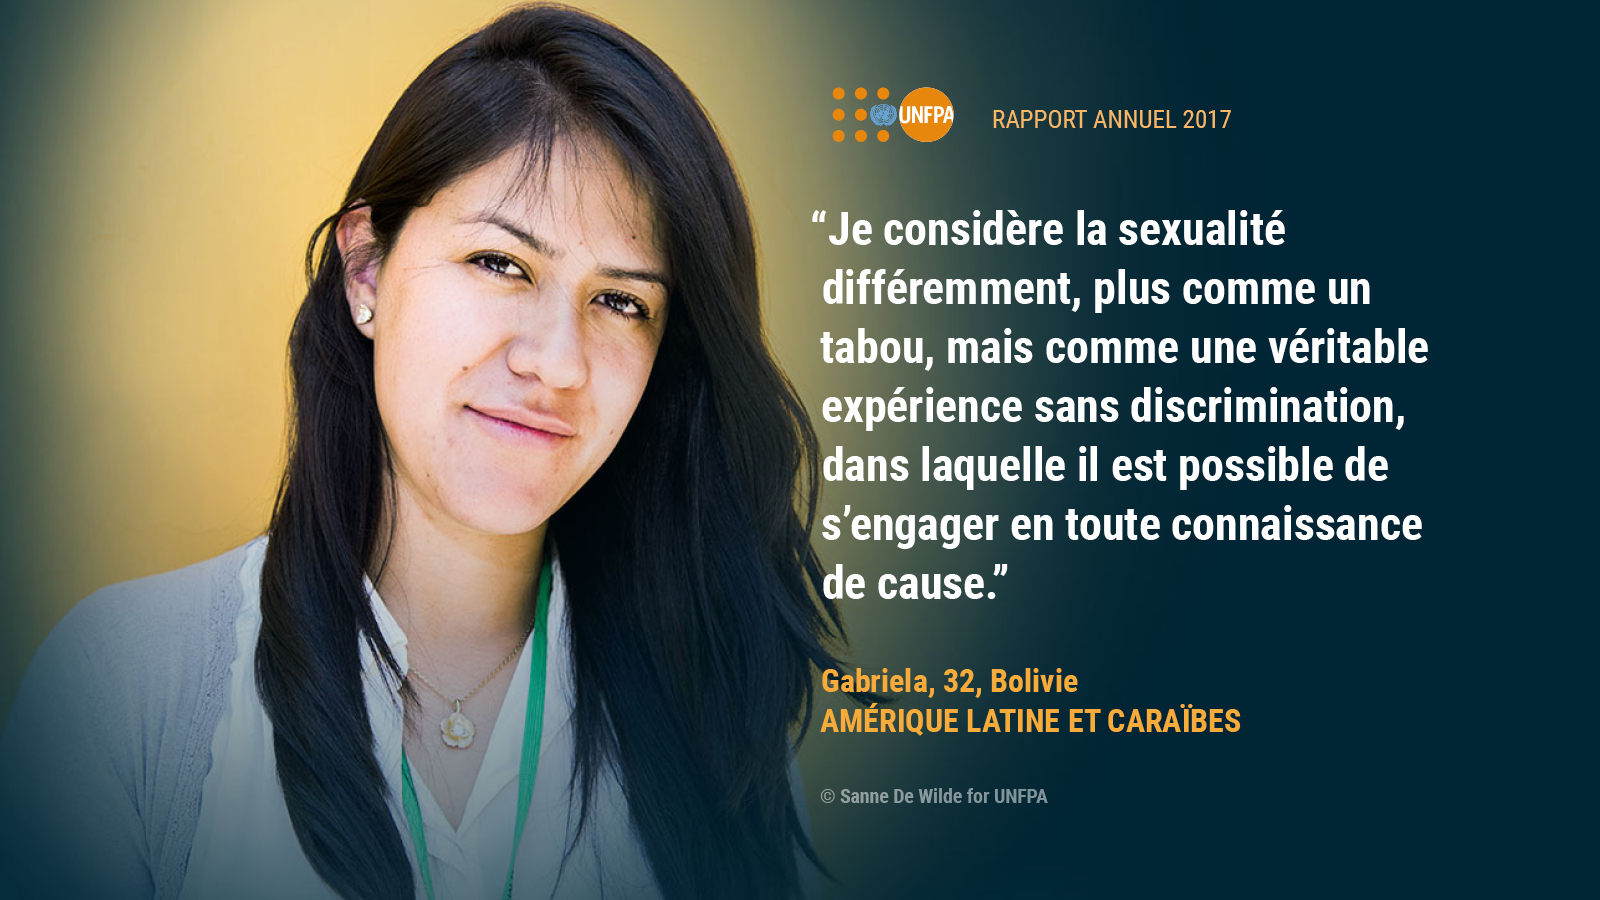 UNFPA
RAPPORT ANNUEL 2017
“Je considère la sexualité
différemment, plus comme un
tabou, mais comme une véritable
expérience sans discrimination,
dans laquelle il est possible de
s’engager en toute connaissance
de cause.”
Gabriela, 32, Bolivie
AMÉRIQUE LATINE ET CARAÏBES
© Sanne De Wilde for UNFPA